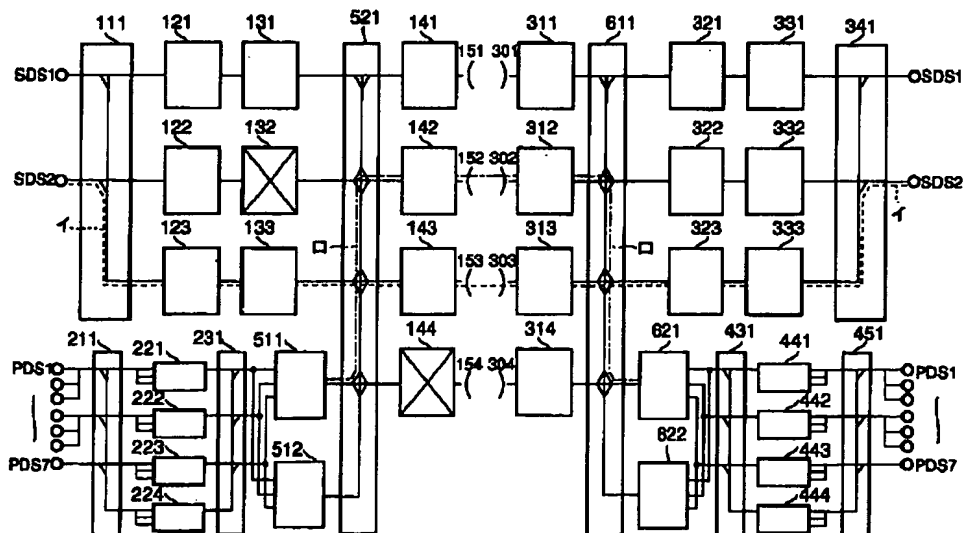 111 121 131 521 141 151 301 311 611 321 331 341
SDS1 SDS1
122 132 142 152 302 312 322 332
SDS2 SDS2
イ イ
123 133 ロ 143 153 303 313 ロ 323 333
211 221 231 511 144 154 304 314 621 431 441 451
PDS1 PDS1
222 442
223 512 622 443
PDS7 PDS7
224 444